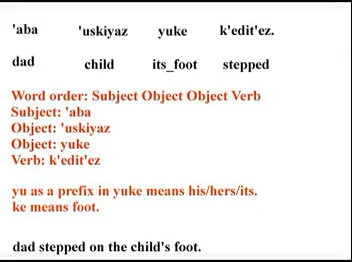 'aba 'uskiyaz yuke k'edit'ez.
dad child its_foot stepped
Word order: Subject Object Object Verb
Subject: 'aba
Object: 'uskiyaz
Object: yuke
Verb: k'edit'ez
yu as a prefix in yuke means his/hers/its.
ke means foot.
dad stepped on the child's foot.